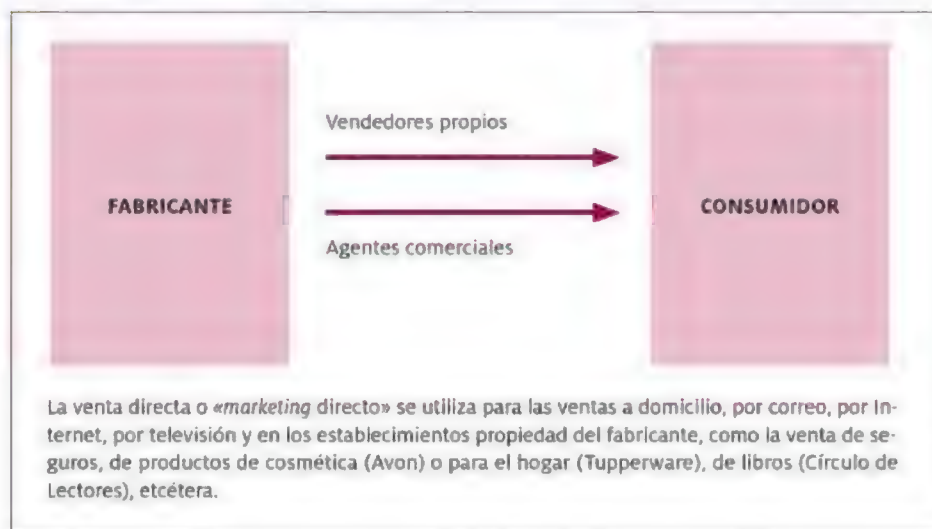 Vendedores propios
FABRICANTE
CONSUMIDOR
Agentes comerciales
La venta directa o «marketing directo» se utiliza para las ventas a domicilio, por correo, por In-
ternet, por televisión y en los establecimientos propiedad del fabricante, como la venta de se-
guros, de productos de cosmética (Avon) o para el hogar (Tupperware), de libros (Círculo de
Lectores), etcétera.